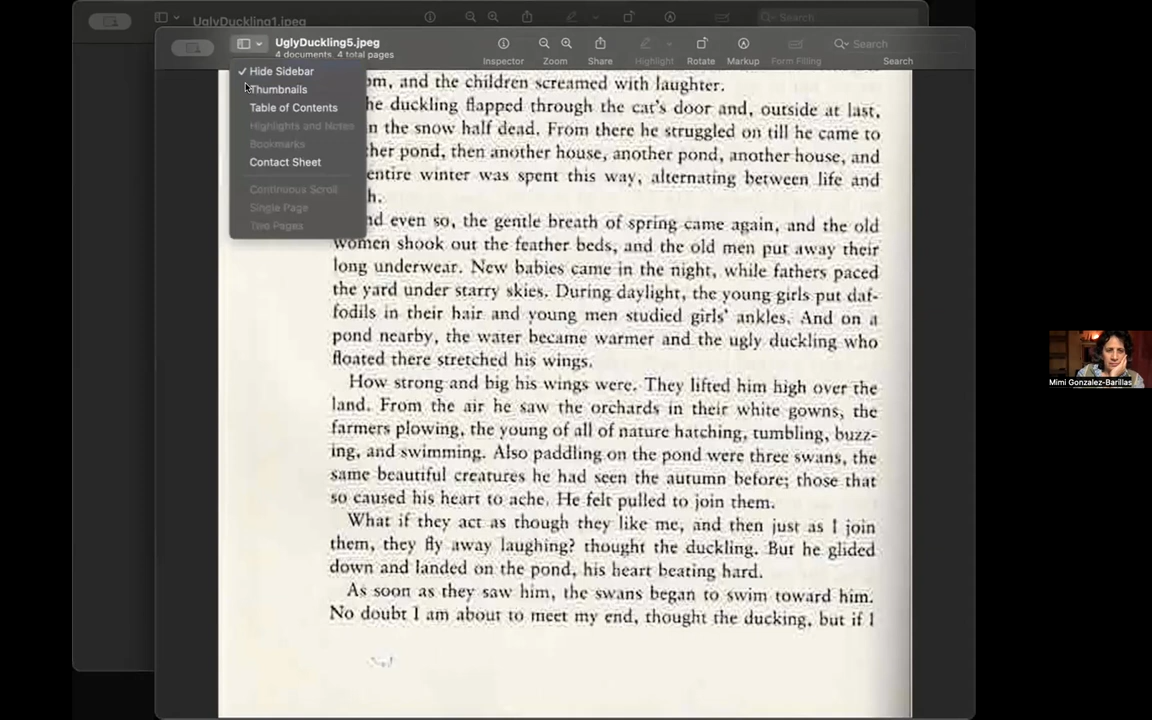 UglyDuckling1.jpeg
Search
UglyDuckling5.jpeg
4 documents, 4 total pages
Inspector
Zoom
Share
Highlight
Rotate
Markup
Form Filling
Search
Search
✓ Hide Sidebar
Thumbnails
Table of Contents
Highlights and Notes
Bookmarks
Contact Sheet
Continuous Scroll
Single Page
Two Pages
om, and the children screamed with laughter.
he duckling flapped through the cat's door and, outside at last,
n the snow half dead. From there he struggled on till he came to
her pond, then another house, another pond, another house, and
entire winter was spent this way, alternating between life and
h.
nd even so, the gentle breath of spring came again, and the old
women shook out the feather beds, and the old men put away their
long underwear. New babies came in the night, while fathers paced
the yard under starry skies. During daylight, the young girls put daf-
fodils in their hair and young men studied girls' ankles. And on a
pond nearby, the water became warmer and the ugly duckling who
floated there stretched his wings.
How strong and big his wings were. They lifted him high over the
land. From the air he saw the orchards in their white gowns, the
farmers plowing, the young of all of nature hatching, tumbling, buzz-
ing, and swimming. Also paddling on the pond were three swans, the
same beautiful creatures he had seen the autumn before; those that
so caused his heart to ache. He felt pulled to join them.
What if they act as though they like me, and then just as I join
them, they fly away laughing? thought the duckling. But he glided
down and landed on the pond, his heart beating hard.
As soon as they saw him, the swans began to swim toward him.
No doubt I am about to meet my end, thought the ducking, but if I
Mimi Gonzalez-Barillas